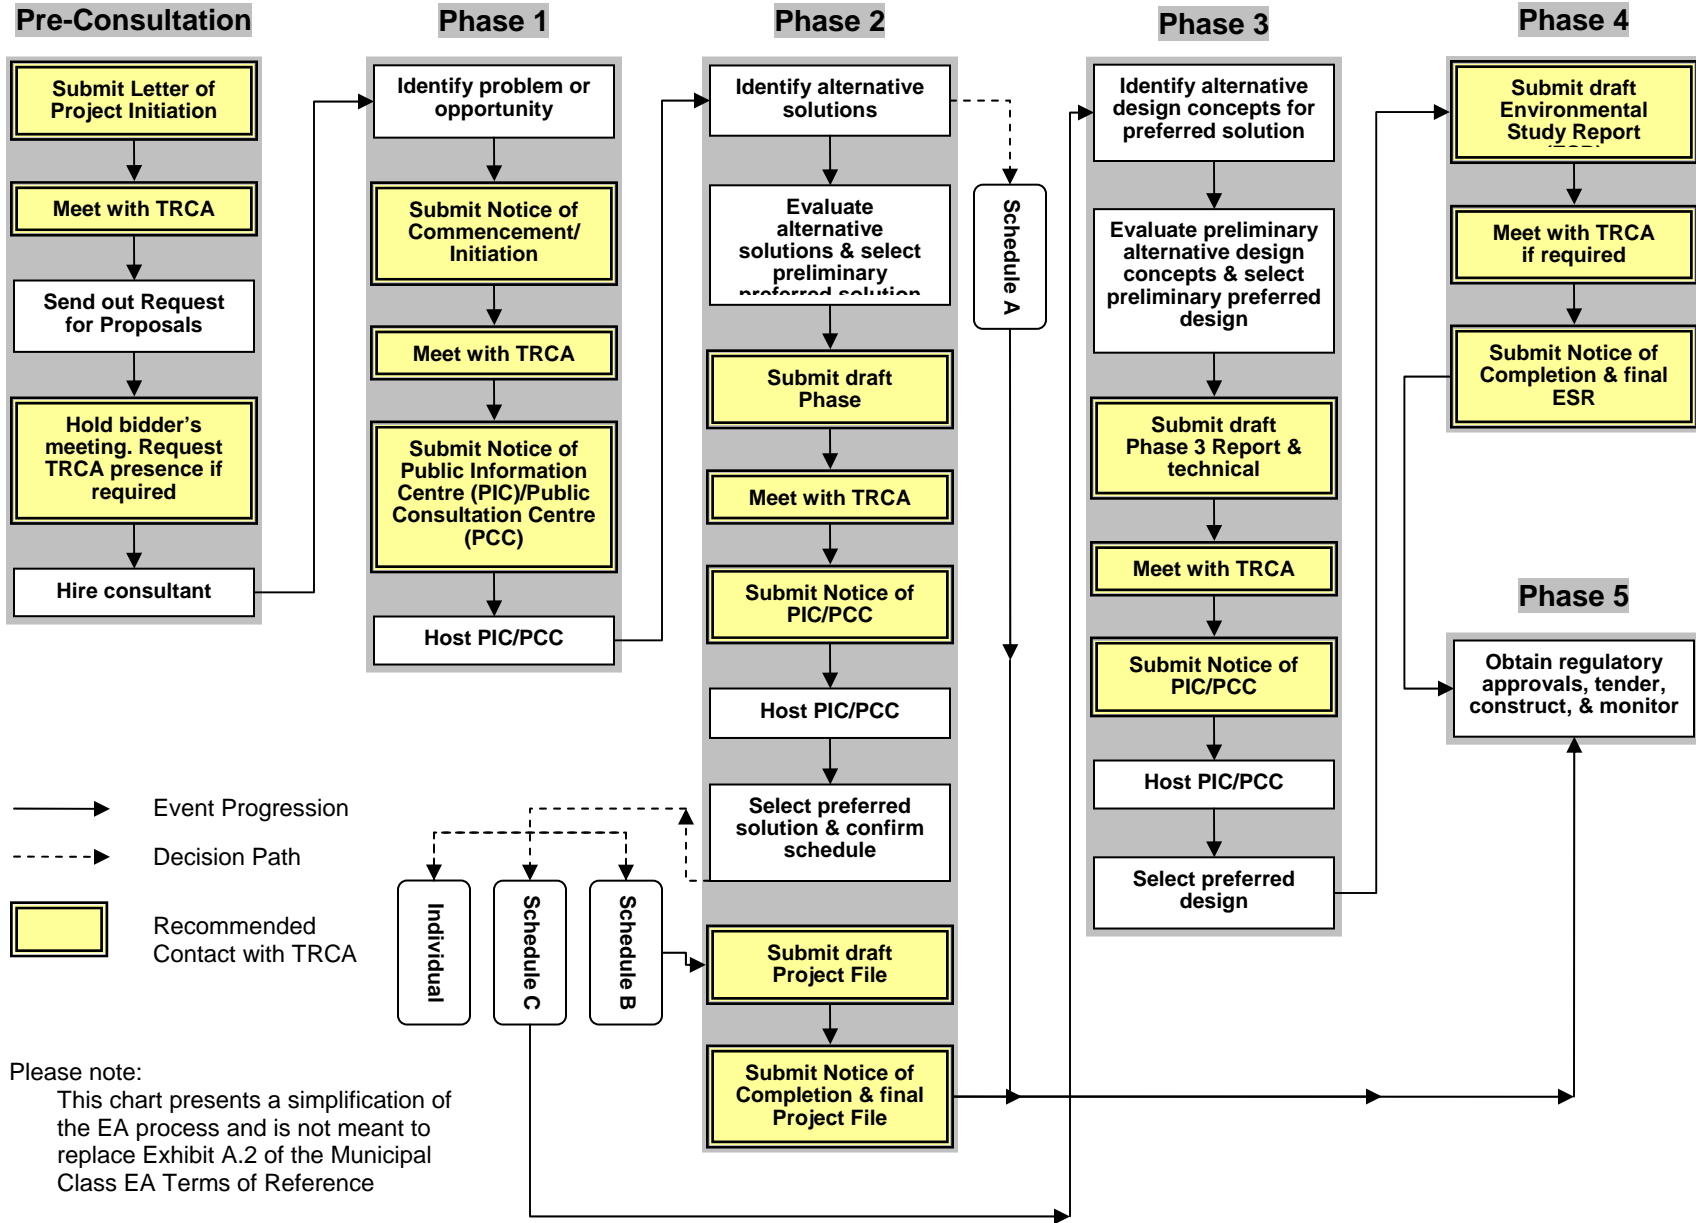 Pre-Consultation
Submit Letter of
Project Initiation
Meet with TRCA
Send out Request
for Proposals
Hold bidder's
meeting. Request
TRCA presence if
required
Hire consultant
Phase 1
Identify problem or
opportunity
Submit Notice of
Commencement/
Initiation
Meet with TRCA
Submit Notice of
Public Information
Centre (PIC)/Public
Consultation Centre
(PCC)
Host PIC/PCC
Phase 2
Identify alternative
solutions
Evaluate
alternative
solutions & select
preliminary
preferred solution
Submit draft
Phase
Meet with TRCA
Submit Notice of
PIC/PCC
Host PIC/PCC
Select preferred
solution & confirm
schedule
Submit draft
Project File
Submit Notice of
Completion & final
Project File
Schedule A
Individual
Schedule C
Schedule B
Phase 3
Identify alternative
design concepts for
preferred solution
Evaluate preliminary
alternative design
concepts & select
preliminary preferred
design
Submit draft
Phase 3 Report &
technical
Meet with TRCA
Submit Notice of
PIC/PCC
Host PIC/PCC
Select preferred
design
Phase 4
Submit draft
Environmental
Study Report
Meet with TRCA
if required
Submit Notice of
Completion & final
ESR
Phase 5
Obtain regulatory
approvals, tender,
construct, & monitor
Event Progression
Decision Path
Recommended
Contact with TRCA
Please note:
This chart presents a simplification of
the EA process and is not meant to
replace Exhibit A.2 of the Municipal
Class EA Terms of Reference